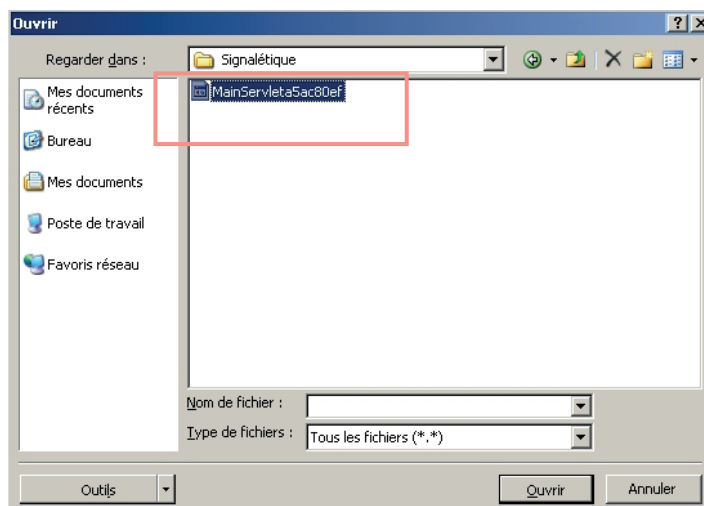 Ouvrir
Regarder dans :
Signalétique
Mes documents
récents
MainServleta5ac80ef
Bureau
Mes documents
Poste de travail
Favoris réseau
Nom de fichier :
Type de fichiers :
Tous les fichiers (*.*)
Outils
Ouvrir
Annuler